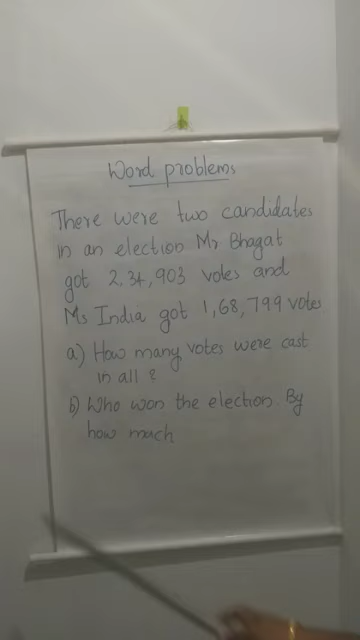 Word problems
There were two candidates
in an election Mr Bhagat
got 2,34,903 votes and
Ms India got 1,68,799 votes
a) How many votes were cast
in all ?
b) Who won the election. By
how much